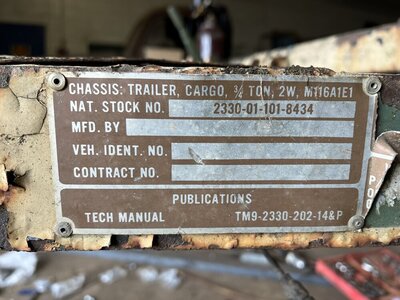 CHASSIS: TRAILER, CARGO, ¾ TON, 2W, M116A1E1
NAT. STOCK NO. 2330-01-101-8434
MFD. BY
VEH. IDENT. NO.
CONTRACT NO.
PUBLICATIONS
TECH MANUAL TM9-2330-202-14&P